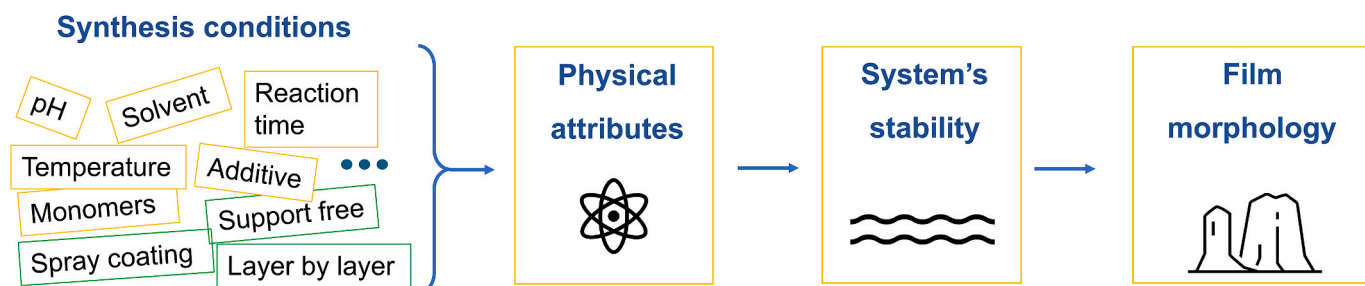 Synthesis conditions
pH
Solvent
Reaction
time
Temperature
Additive
Monomers
Support free
Spray coating
Layer by layer
Physical
attributes
System's
stability
Film
morphology